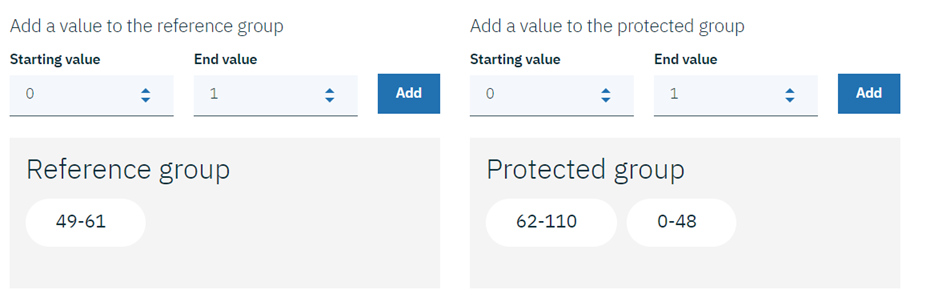 Add a value to the reference group
Starting value
End value
0
1
Add
Reference group
49-61
Add a value to the protected group
Starting value
End value
0
1
Add
Protected group
62-110
0-48